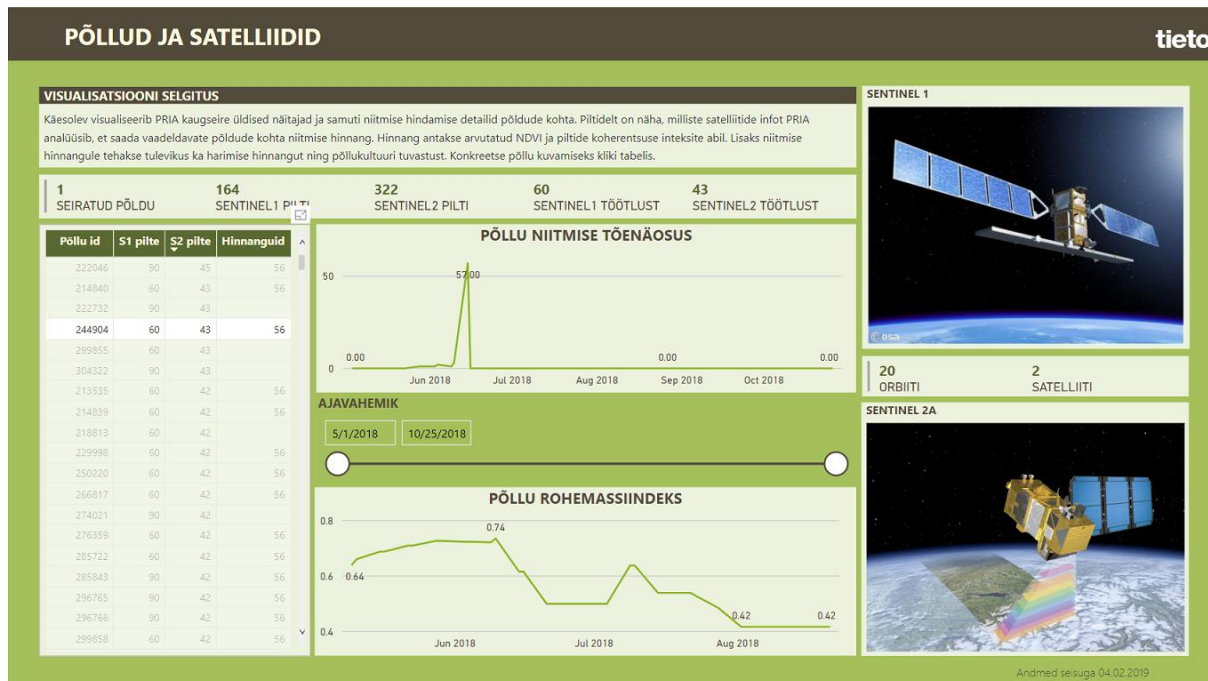 PÕLLUD JA SATELLIIDID
tieto
VISUALISATSIOONI SELGITUS
Käesolev visualiseerib PRIA kaugseire üldised näitajad ja samuti niitmise hindamise detailid põldude kohta. Piltidelt on näha, milliste satelliitide infot PRIA
analüüsib, et saada vaadeldavate põldude kohta niitmise hinnang. Hinnang antakse arvutatud NDVI ja piltide koherentsuse inteksite abil. Lisaks niitmise
hinnangule tehakse tulevikus ka harimise hinnangut ning põllukultuuri tuvastust. Konkreetse põllu kuvamiseks kliki tabelis.
1
SEIRATUD PÕLDU
164
SENTINEL1 PILTI
322
SENTINEL2 PILTI
60
SENTINEL1 TÖÖTLUST
43
SENTINEL2 TÖÖTLUST
Põllu id S1 pilte S2 pilte Hinnanguid
222046 90 45 56
214840 60 43 56
222732 90 43
244904 60 43 56
299855 60 43
304322 90 43
213535 60 42 56
214839 60 42 56
218813 60 42
229998 60 42 56
250220 60 42 56
266817 60 42 56
274021 90 42
276359 60 42 56
285722 60 42 56
285843 90 42 56
296765 90 42 56
296766 90 42 56
299858 60 42 56
PÕLLU NIITMISE TÕENÄOSUS
50
57.00
0.00 0.00 0.00
0
Jun 2018 Jul 2018 Aug 2018 Sep 2018 Oct 2018
AJAVAHEMIK
5/1/2018 10/25/2018
PÕLLU ROHEMASSIINDEKS
0.8
0.74
0.6 0.64
0.42 0.42
0.4
Jun 2018 Jul 2018 Aug 2018
SENTINEL 1
esa
20
ORBIITI
2
SATELLIITI
SENTINEL 2A
Andmed seisuga 04.02.2019